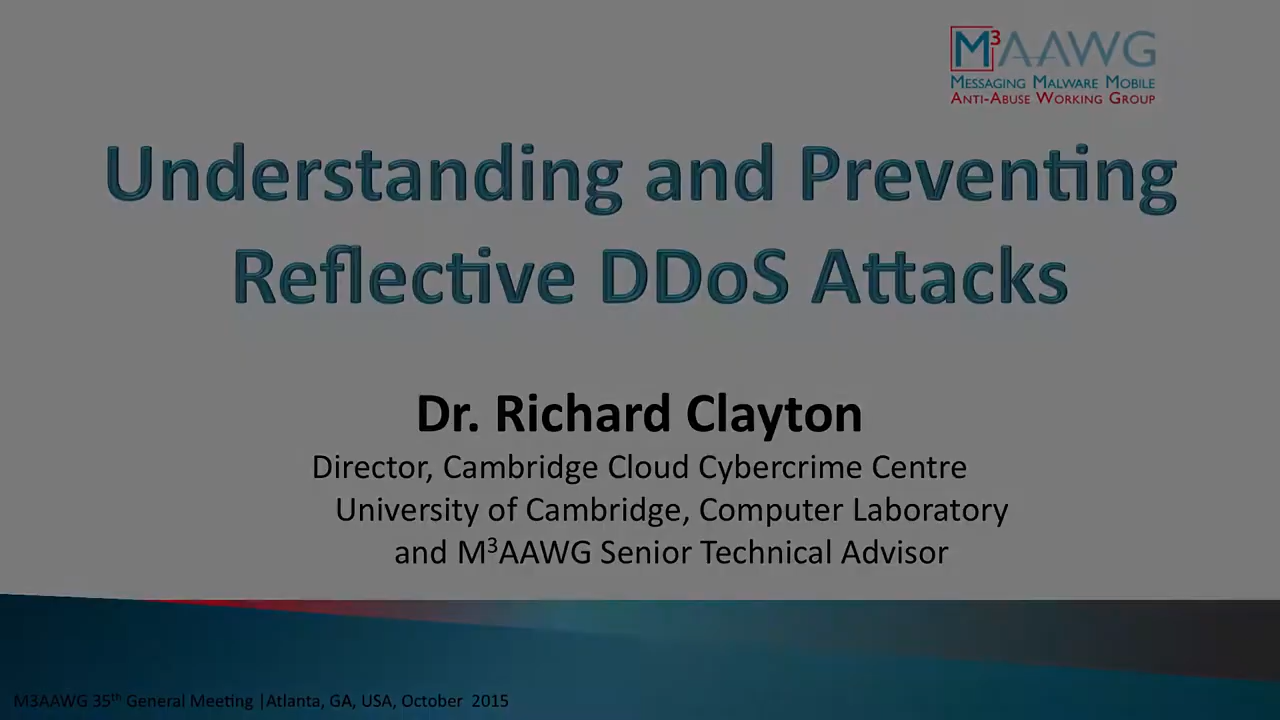 M³AAWG
MESSAGING MALWARE MOBILE
ANTI-ABUSE WORKING GROUP
Understanding and Preventing
Reflective DDoS Attacks
Dr. Richard Clayton
Director, Cambridge Cloud Cybercrime Centre
University of Cambridge, Computer Laboratory
and M³AAWG Senior Technical Advisor
M3AAWG 35th General Meeting |Atlanta, GA, USA, October 2015